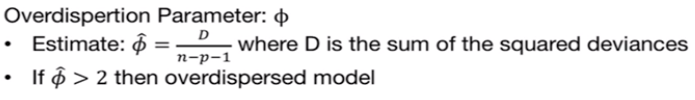 Overdispertion Parameter: ϕ
• Estimate: ϕ̂ = D/(n−p−1) where D is the sum of the squared deviances
• If ϕ̂ > 2 then overdispersed model